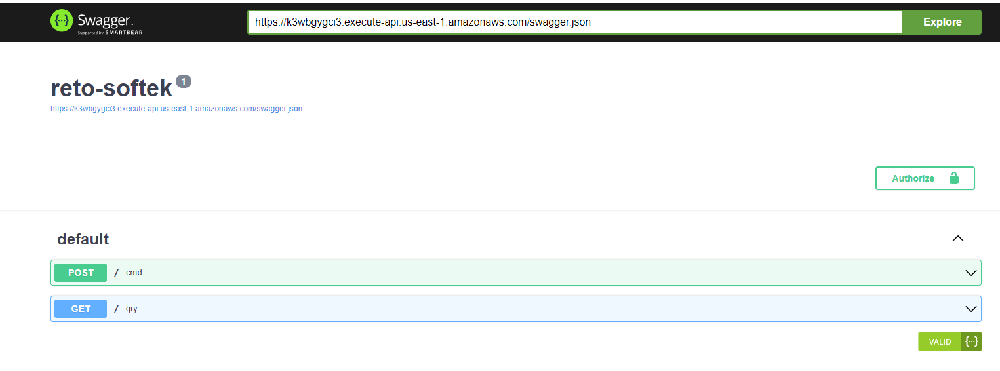 Swagger.
Supported by SMARTBEAR
https://k3wbgygci3.execute-api.us-east-1.amazonaws.com/swagger.json
Explore
reto-softek 1
https://k3wbgygci3.execute-api.us-east-1.amazonaws.com/swagger.json
Authorize
default
POST / cmd
GET / qry
VALID {...}